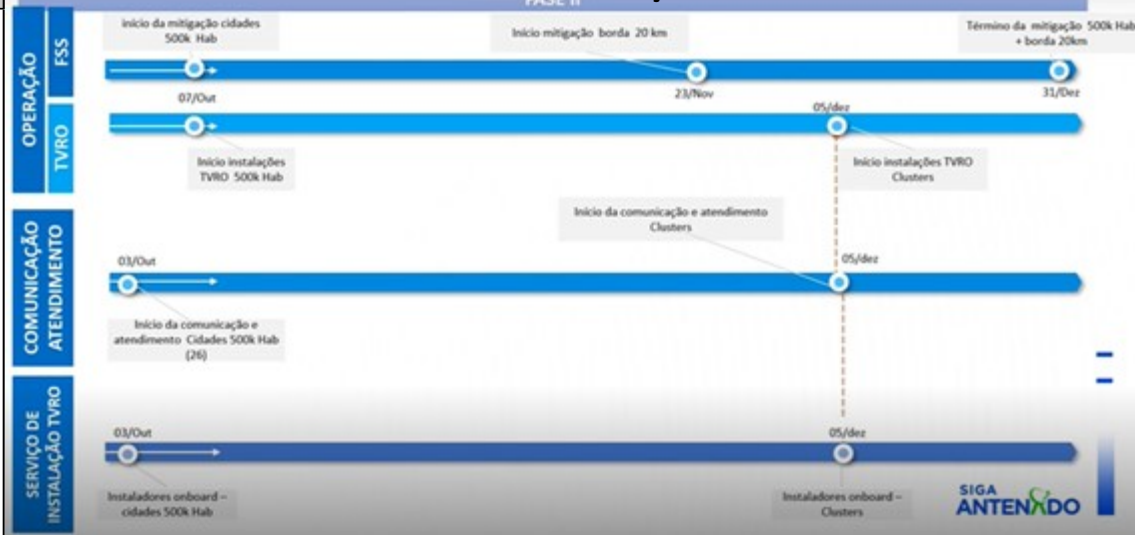 FASE II
OPERAÇÃO
FSS
início da mitigação cidades
500k Hab
Início mitigação borda 20 km
Término da mitigação 500k Hab
+ borda 20km
07/Out
23/Nov
31/Dez
TVRO
05/dez
Início instalações
TVRO 500k Hab
Início instalações TVRO
Clusters
COMUNICAÇÃO
ATENDIMENTO
Início da comunicação e atendimento
Clusters
03/Out
05/dez
Início da comunicação e
atendimento Cidades 500k Hab
(26)
SERVIÇO DE
INSTALAÇÃO TVRO
03/Out
05/dez
Instaladores onboard –
cidades 500k Hab
Instaladores onboard –
Clusters
SIGA
ANTENADO